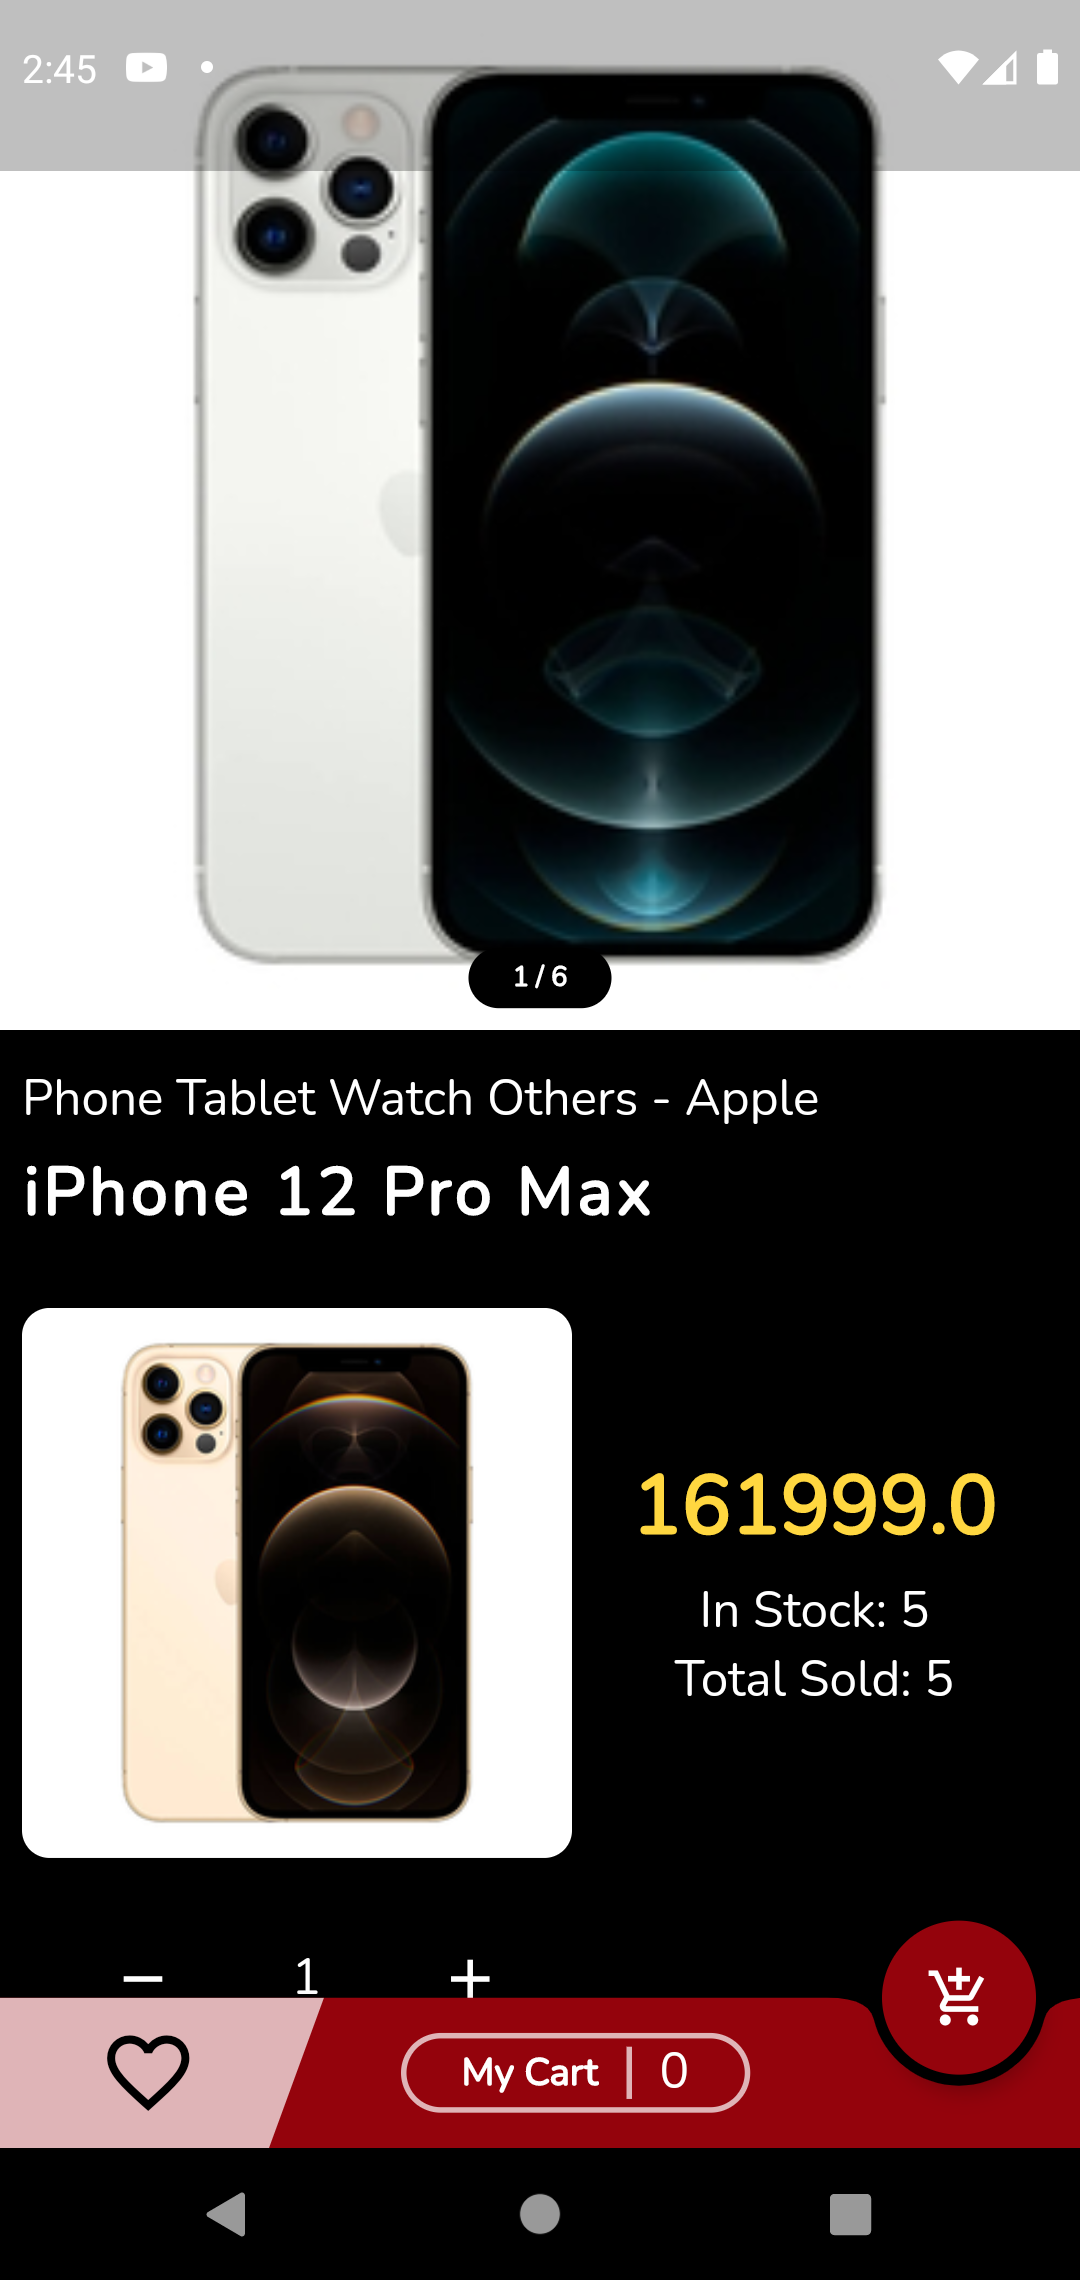 2:45
1 / 6
Phone Tablet Watch Others - Apple
iPhone 12 Pro Max
161999.0
In Stock: 5
Total Sold: 5
1
My Cart | 0